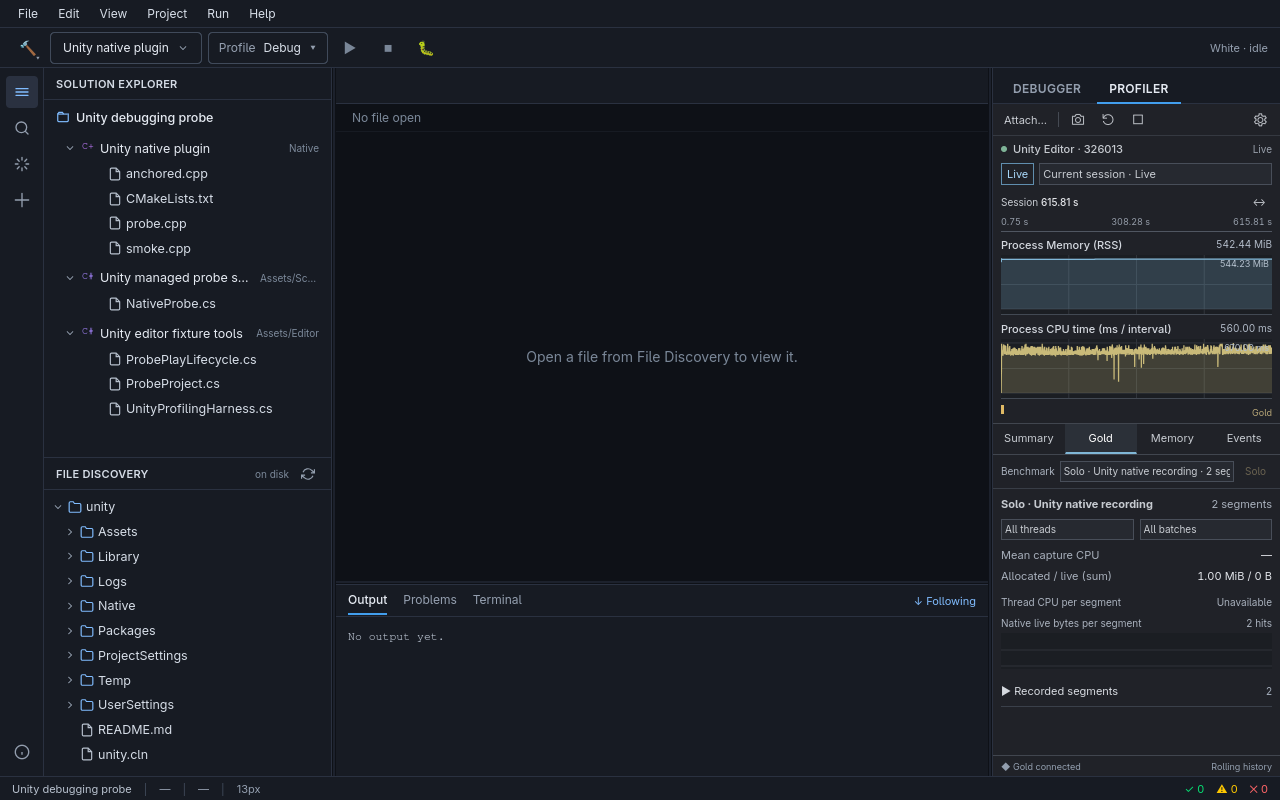 File Edit View Project Run Help
Unity native plugin
Profile Debug
White · idle
SOLUTION EXPLORER
Unity debugging probe
Unity native plugin Native
anchored.cpp
CMakeLists.txt
probe.cpp
smoke.cpp
Unity managed probe s... Assets/Sc...
NativeProbe.cs
Unity editor fixture tools Assets/Editor
ProbePlayLifecycle.cs
ProbeProject.cs
UnityProfilingHarness.cs
FILE DISCOVERY on disk
unity
Assets
Library
Logs
Native
Packages
ProjectSettings
Temp
UserSettings
README.md
unity.cln
No file open
Open a file from File Discovery to view it.
Output Problems Terminal ↓ Following
No output yet.
DEBUGGER PROFILER
Attach...
Unity Editor · 326013 Live
Live Current session · Live
Session 615.81 s
0.75 s 308.28 s 615.81 s
Process Memory (RSS) 542.44 MiB
544.23 MiB
Process CPU time (ms / interval) 560.00 ms
Gold
Summary Gold Memory Events
Benchmark Solo · Unity native recording · 2 seg Solo
Solo · Unity native recording 2 segments
All threads All batches
Mean capture CPU —
Allocated / live (sum) 1.00 MiB / 0 B
Thread CPU per segment Unavailable
Native live bytes per segment 2 hits
Recorded segments 2
Gold connected Rolling history
Unity debugging probe — — 13px 0 0 0